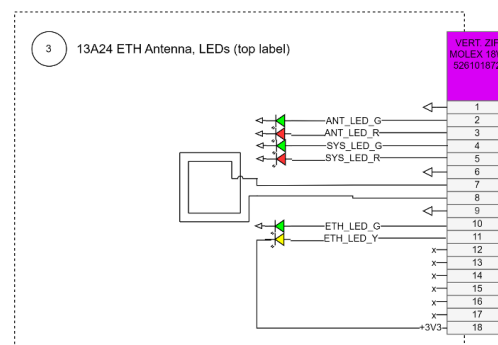 3
13A24 ETH Antenna, LEDs (top label)
VERT. ZIF
MOLEX
526101872
1
ANT_LED_G 2
ANT_LED_R 3
SYS_LED_G 4
SYS_LED_R 5
6
7
8
9
ETH_LED_G 10
ETH_LED_Y 11
x 12
x 13
x 14
x 15
x 16
x 17
+3V3 18